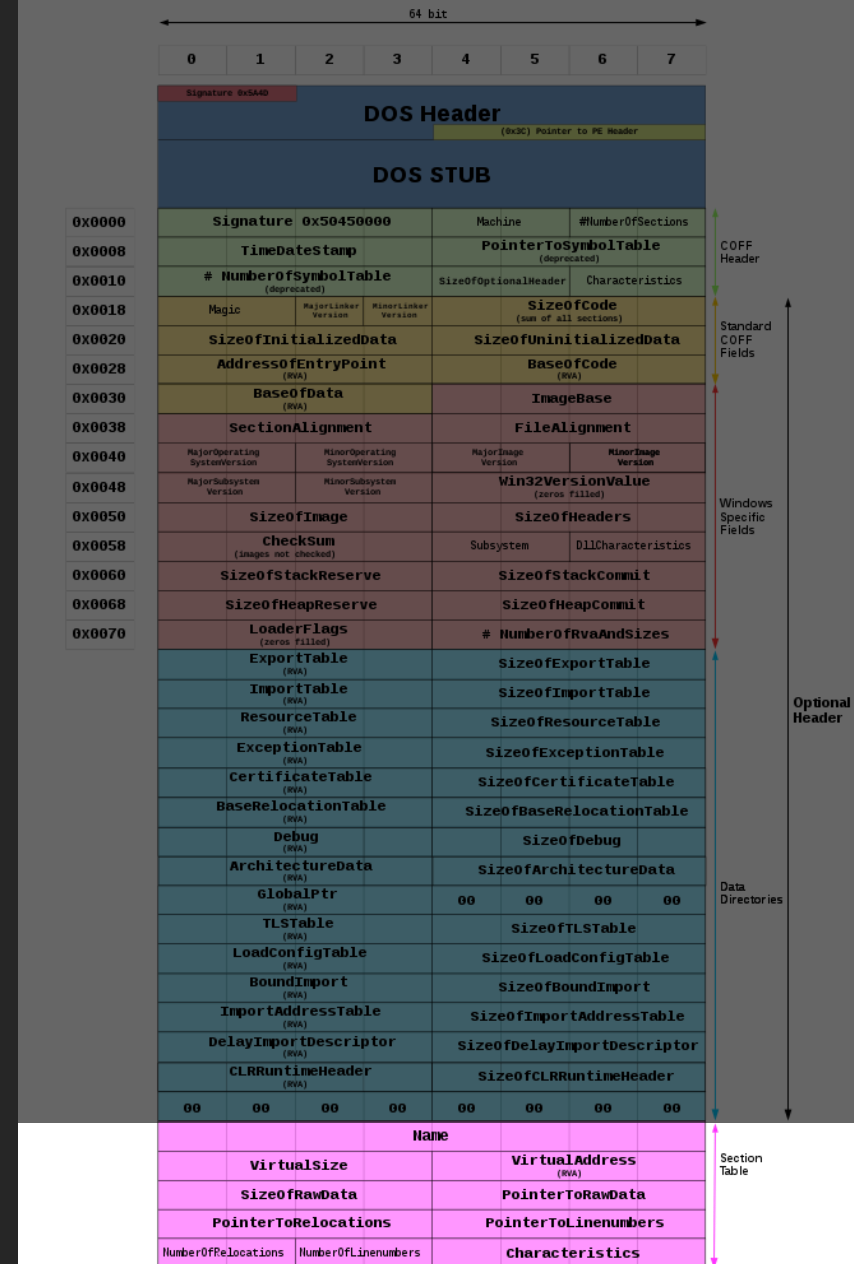 64 bit
0 1 2 3 4 5 6 7
Signature 0x5A4D
DOS Header
(0x3C) Pointer to PE Header
DOS STUB
0x0000 Signature 0x50450000 Machine #NumberOfSections
0x0008 TimeDateStamp PointerToSymbolTable
(deprecated)
COFF
Header
0x0010 # NumberOfSymbolTable SizeOfOptionalHeader Characteristics
(deprecated)
0x0018 Magic MajorLinker MinorLinker SizeOfCode
Version Version (sum of all sections)
Standard
COFF
Fields
0x0020 SizeOfInitializedData SizeOfUninitializedData
0x0028 AddressOfEntryPoint BaseOfCode
(RVA) (RVA)
0x0030 BaseOfData ImageBase
(RVA)
0x0038 SectionAlignment FileAlignment
0x0040 MajorOperating MinorOperating MajorImage MinorImage
SystemVersion SystemVersion Version Version
0x0048 MajorSubsystem MinorSubsystem Win32VersionValue
Version Version (zeros filled)
Windows
Specific
Fields
0x0050 SizeOfImage SizeOfHeaders
0x0058 CheckSum Subsystem DllCharacteristics
(images not checked)
0x0060 SizeOfStackReserve SizeOfStackCommit
0x0068 SizeOfHeapReserve SizeOfHeapCommit
0x0070 LoaderFlags # NumberOfRvaAndSizes
(zeros filled)
ExportTable SizeOfExportTable
(RVA)
ImportTable SizeOfImportTable
(RVA)
Optional
Header
ResourceTable SizeOfResourceTable
(RVA)
ExceptionTable SizeOfExceptionTable
(RVA)
CertificateTable SizeOfCertificateTable
(RVA)
BaseRelocationTable SizeOfBaseRelocationTable
(RVA)
Debug SizeOfDebug
(RVA)
ArchitectureData SizeOfArchitectureData
(RVA)
Data
Directories
GlobalPtr 00 00 00 00
(RVA)
TLSTable SizeOfTLSTable
(RVA)
LoadConfigTable SizeOfLoadConfigTable
(RVA)
BoundImport SizeOfBoundImport
(RVA)
ImportAddressTable SizeOfImportAddressTable
(RVA)
DelayImportDescriptor SizeOfDelayImportDescriptor
(RVA)
CLRRuntimeHeader SizeOfCLRRuntimeHeader
(RVA)
00 00 00 00 00 00 00 00
Name
Section
Table
VirtualSize VirtualAddress
(RVA)
SizeOfRawData PointerToRawData
PointerToRelocations PointerToLinenumbers
NumberOfRelocations NumberOfLinenumbers Characteristics